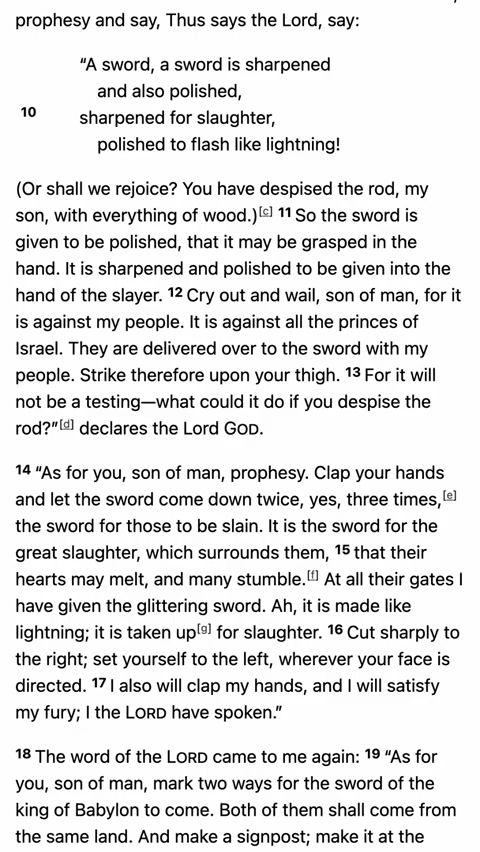 prophesy and say, Thus says the Lord, say:
“A sword, a sword is sharpened
and also polished,
10 sharpened for slaughter,
polished to flash like lightning!
(Or shall we rejoice? You have despised the rod, my
son, with everything of wood.)[c] 11 So the sword is
given to be polished, that it may be grasped in the
hand. It is sharpened and polished to be given into the
hand of the slayer. 12 Cry out and wail, son of man, for it
is against my people. It is against all the princes of
Israel. They are delivered over to the sword with my
people. Strike therefore upon your thigh. 13 For it will
not be a testing—what could it do if you despise the
rod?”[d] declares the Lord GOD.
14 “As for you, son of man, prophesy. Clap your hands
and let the sword come down twice, yes, three times,[e]
the sword for those to be slain. It is the sword for the
great slaughter, which surrounds them, 15 that their
hearts may melt, and many stumble.[f] At all their gates I
have given the glittering sword. Ah, it is made like
lightning; it is taken up[g] for slaughter. 16 Cut sharply to
the right; set yourself to the left, wherever your face is
directed. 17 I also will clap my hands, and I will satisfy
my fury; I the LORD have spoken.”
18 The word of the LORD came to me again: 19 “As for
you, son of man, mark two ways for the sword of the
king of Babylon to come. Both of them shall come from
the same land. And make a signpost; make it at the